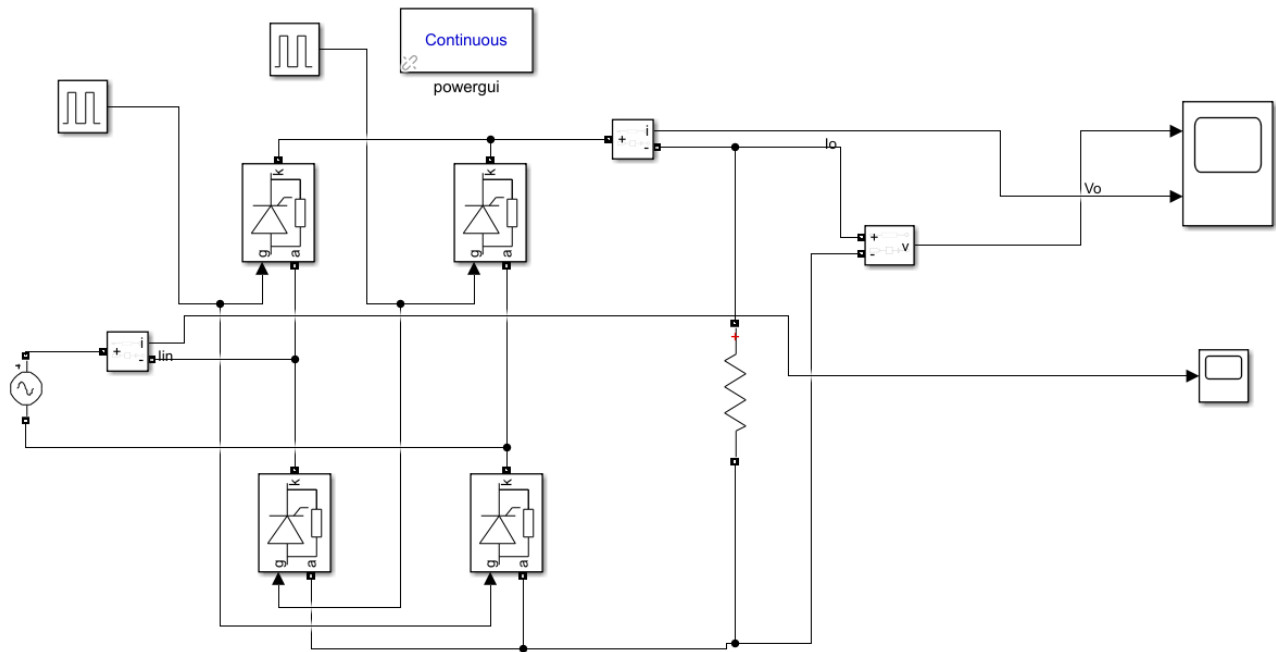 Continuous
powergui
i
+
-
Io
k
k
Vo
+
v
-
g
a
g
a
i
+
-
Iin
+
k
k
g
a
g
a